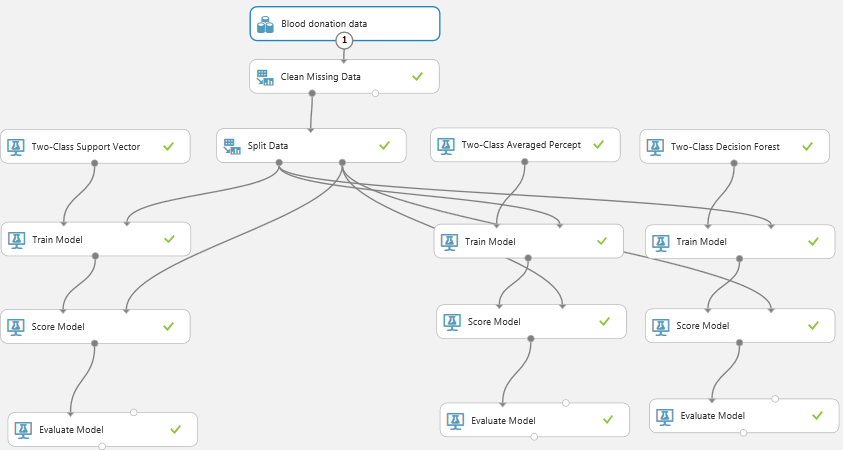 Blood donation data
1
Clean Missing Data
Two-Class Support Vector
Split Data
Two-Class Averaged Percept
Two-Class Decision Forest
Train Model
Train Model
Train Model
Score Model
Score Model
Score Model
Evaluate Model
Evaluate Model
Evaluate Model